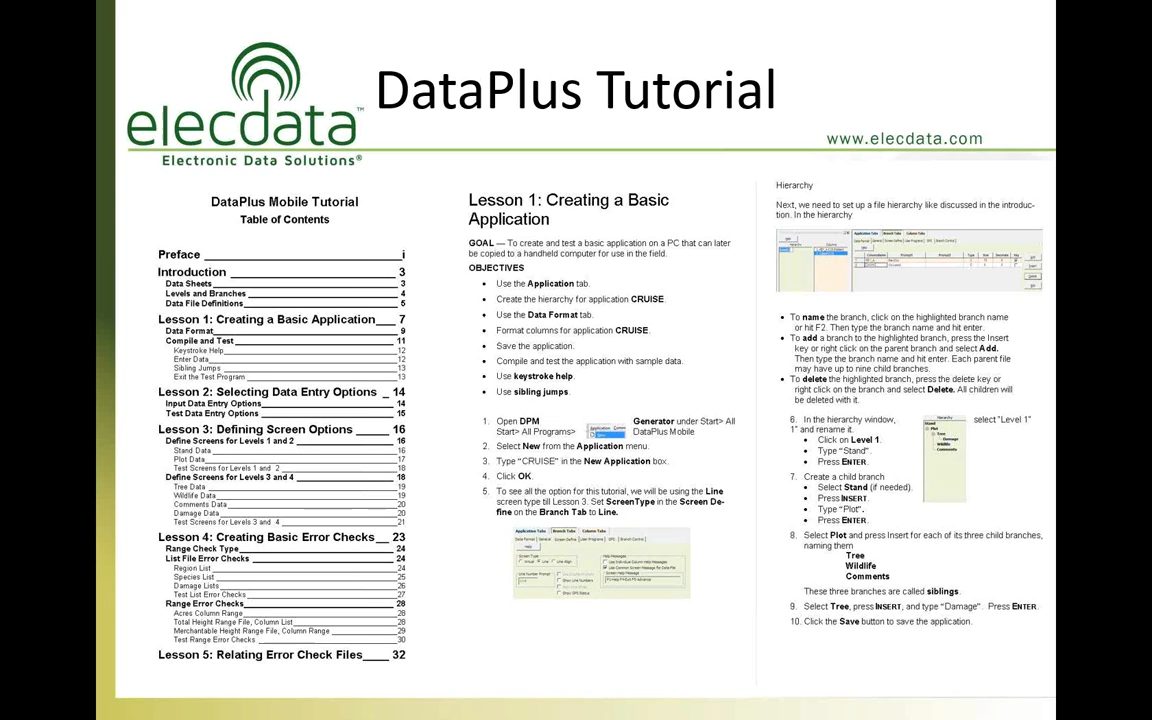 DataPlus Tutorial
elecdata™
Electronic Data Solutions®
www.elecdata.com
DataPlus Mobile Tutorial
Table of Contents
Preface i
Introduction 3
Data Sheets 3
Levels and Branches 4
Data File Definitions 5
Lesson 1: Creating a Basic Application 7
Data Format 9
Compile and Test 11
Keystroke Help 12
Enter Data 12
Sibling Jumps 13
Exit the Test Program 13
Lesson 2: Selecting Data Entry Options 14
Input Data Entry Options 14
Test Data Entry Options 15
Lesson 3: Defining Screen Options 16
Define Screens for Levels 1 and 2 16
Stand Data 16
Plot Data 17
Test Screens for Levels 1 and 2 18
Define Screens for Levels 3 and 4 18
Tree Data 19
Wildlife Data 19
Comments Data 20
Damage Data 20
Test Screens for Levels 3 and 4 21
Lesson 4: Creating Basic Error Checks 23
Range Check Type 24
List File Error Checks 24
Region List 24
Species List 25
Damage Lists 26
Test List Error Checks 27
Range Error Checks 28
Acres Column Range 28
Total Height Range File, Column List 28
Merchantable Height Range File, Column Range 29
Test Range Error Checks 30
Lesson 5: Relating Error Check Files 32
Lesson 1: Creating a Basic
Application
GOAL — To create and test a basic application on a PC that can later
be copied to a handheld computer for use in the field.
OBJECTIVES
• Use the Application tab.
• Create the hierarchy for application CRUISE.
• Use the Data Format tab.
• Format columns for application CRUISE.
• Save the application.
• Compile and test the application with sample data.
• Use keystroke help.
• Use sibling jumps.
1. Open DPM Generator under Start> All
Start> All Programs> DataPlus Mobile
2. Select New from the Application menu.
3. Type "CRUISE" in the New Application box.
4. Click OK.
5. To see all the option for this tutorial, we will be using the Line
screen type till Lesson 3. Set ScreenType in the Screen De-
fine on the Branch Tab to Line.
Application Tabs Branch Tabs Column Tabs
Hierarchy
Next, we need to set up a file hierarchy like discussed in the introduc-
tion. In the hierarchy
Application Tabs Branch Tabs Column Tabs
• To name the branch, click on the highlighted branch name
or hit F2. Then type the branch name and hit enter.
• To add a branch to the highlighted branch, press the Insert
key or right click on the parent branch and select Add.
Then type the branch name and hit enter. Each parent file
may have up to nine child branches.
• To delete the highlighted branch, press the delete key or
right click on the branch and select Delete. All children will
be deleted with it.
6. In the hierarchy window, select "Level 1"
1" and rename it.
• Click on Level 1.
• Type "Stand".
• Press ENTER.
7. Create a child branch
• Select Stand (if needed).
• Press INSERT.
• Type "Plot".
• Press ENTER.
Hierarchy
Stand
Plot
Tree
Damage
Wildlife
Comments
8. Select Plot and press Insert for each of its three child branches,
naming them
Tree
Wildlife
Comments
These three branches are called siblings.
9. Select Tree, press INSERT, and type "Damage". Press ENTER.
10. Click the Save button to save the application.